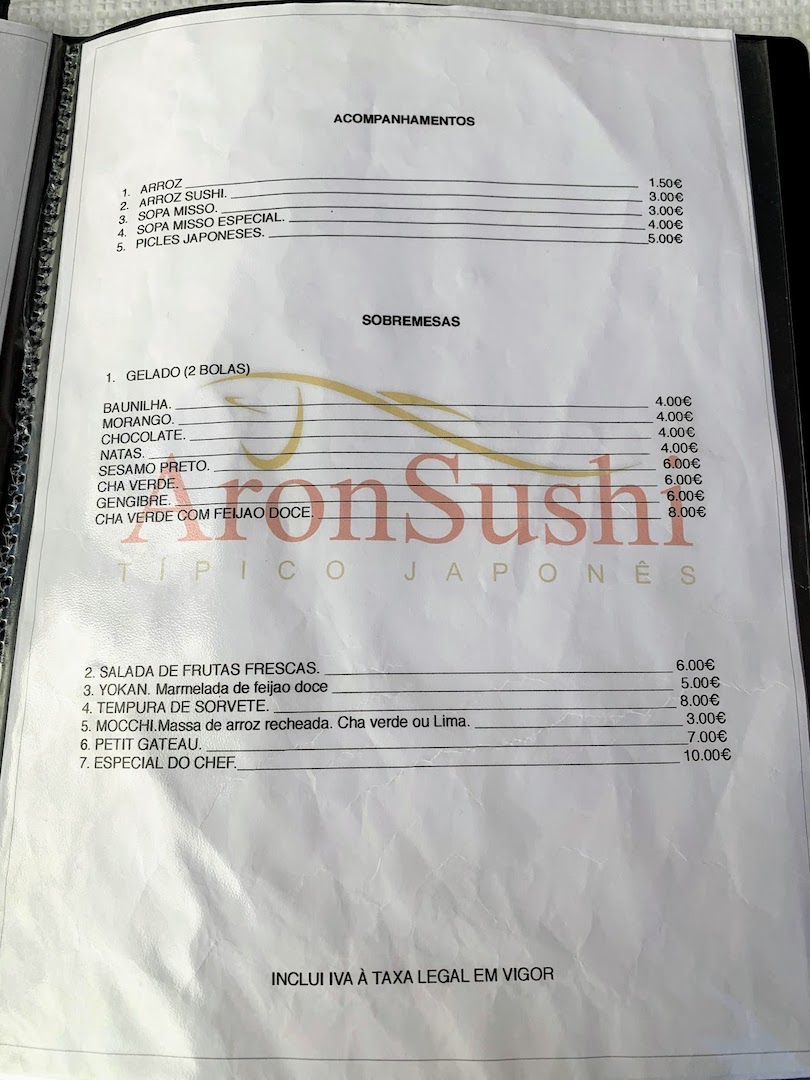 ACOMPANHAMENTOS
1. ARROZ 1.50€
2. ARROZ SUSHI. 3.00€
3. SOPA MISSO. 3.00€
4. SOPA MISSO ESPECIAL. 4.00€
5. PICLES JAPONESES. 5.00€
SOBREMESAS
1. GELADO (2 BOLAS)
BAUNILHA. 4.00€
MORANGO. 4.00€
CHOCOLATE. 4.00€
NATAS. 4.00€
SESAMO PRETO. 6.00€
CHA VERDE. 6.00€
GENGIBRE. 6.00€
CHA VERDE COM FEIJAO DOCE. 8.00€
AronSushi
TÍPICO JAPONÊS
2. SALADA DE FRUTAS FRESCAS. 6.00€
3. YOKAN. Marmelada de feijao doce 5.00€
4. TEMPURA DE SORVETE. 8.00€
5. MOCCHI.Massa de arroz recheada. Cha verde ou Lima. 3.00€
6. PETIT GATEAU. 7.00€
7. ESPECIAL DO CHEF. 10.00€
INCLUI IVA À TAXA LEGAL EM VIGOR